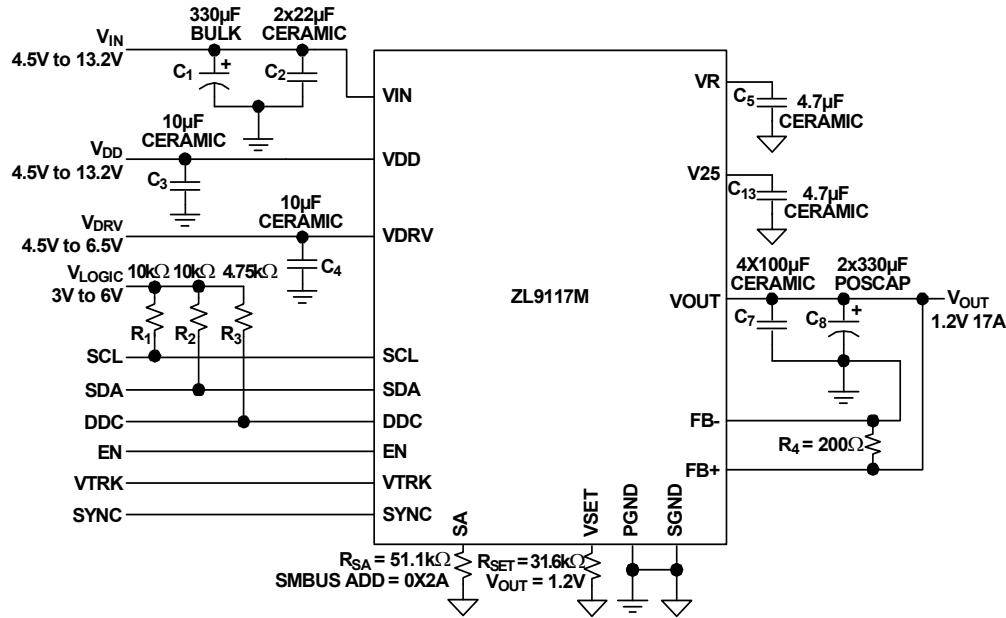 330µF
BULK
2x22µF
CERAMIC
VIN
4.5V to 13.2V
C1
+
C2
VIN
VR
C5
4.7µF
CERAMIC
10µF
CERAMIC
VDD
4.5V to 13.2V
C3
VDD
V25
C13
4.7µF
CERAMIC
10µF
CERAMIC
VDRV
4.5V to 6.5V
C4
VDRV
VLOGIC
3V to 6V
10kΩ
10kΩ
4.75kΩ
R1
R2
R3
ZL9117M
4X100µF
CERAMIC
2x330µF
POSCAP
VOUT
C7
C8
+
VOUT
1.2V 17A
SCL
SCL
SDA
SDA
DDC
DDC
EN
EN
VTRK
VTRK
SYNC
SYNC
FB-
R4 = 200Ω
FB+
SA
VSET
PGND
SGND
RSA = 51.1kΩ
SMBUS ADD = 0X2A
RSET = 31.6kΩ
VOUT = 1.2V